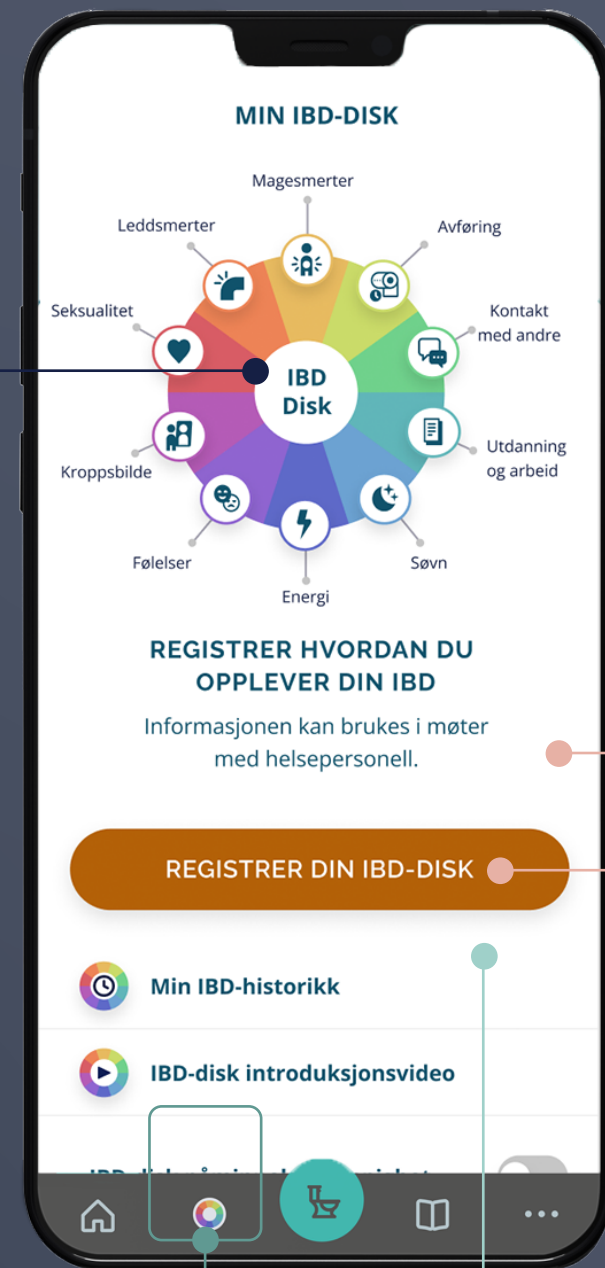 MIN IBD-DISK
Magesmerter
Leddsmerter
Avføring
Seksualitet
Kontakt
med andre
IBD
Disk
Kroppsbilde
Utdanning
og arbeid
Følelser
Søvn
Energi
REGISTRER HVORDAN DU
OPPLEVER DIN IBD
Informasjonen kan brukes i møter
med helsepersonell.
REGISTRER DIN IBD-DISK
Min IBD-historikk
IBD-disk introduksjonsvideo